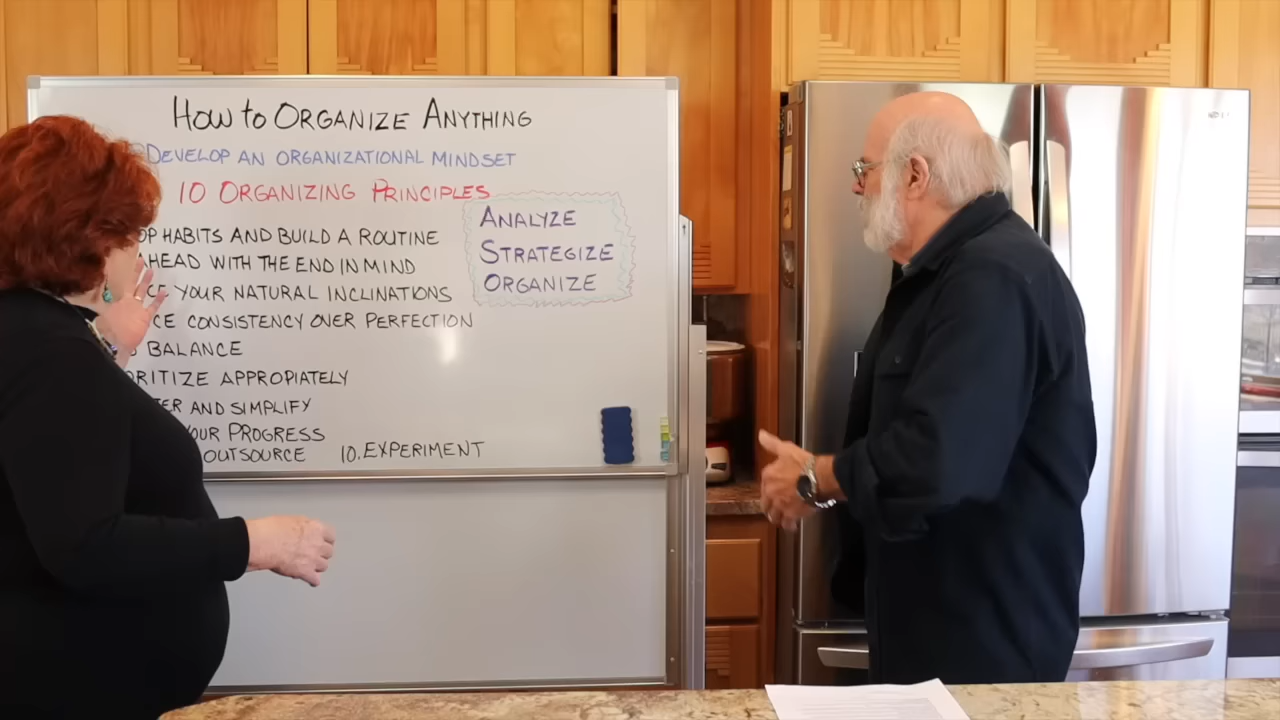 HOW TO ORGANIZE ANYTHING
DEVELOP AN ORGANIZATIONAL MINDSET
10 ORGANIZING PRINCIPLES
ANALYZE
STRATEGIZE
ORGANIZE
HABITS AND BUILD A ROUTINE
AHEAD WITH THE END IN MIND
YOUR NATURAL INCLINATIONS
CONSISTENCY OVER PERFECTION
BALANCE
APPROPIATELY
AND SIMPLIFY
YOUR PROGRESS
OUTSOURCE 10. EXPERIMENT